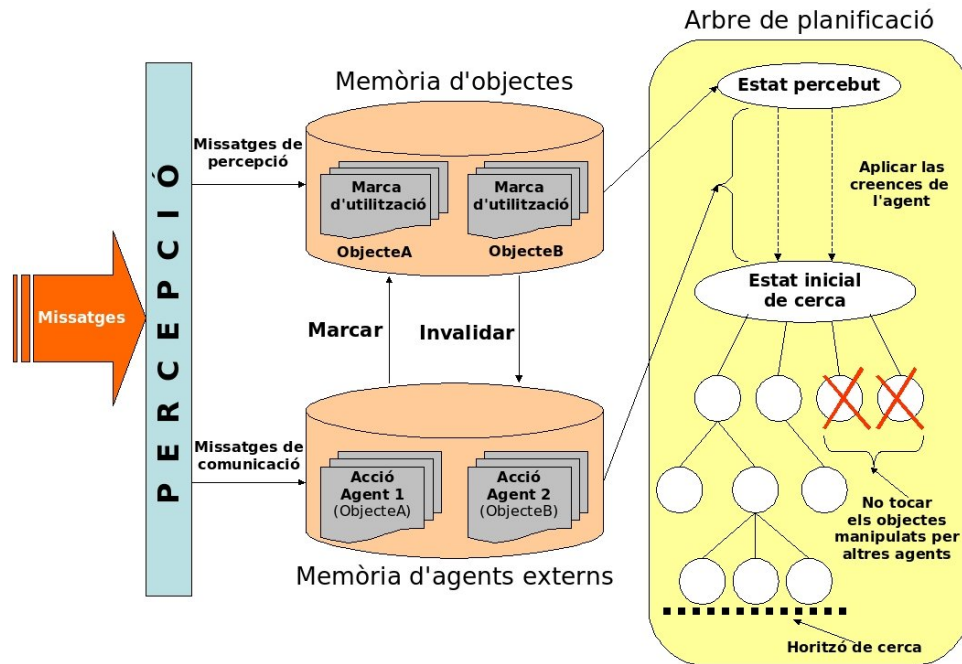 Arbre de planificació
Memòria d'objectes
Estat percebut
Missatges de
percepció
Marca
d'utilització
Marca
d'utilització
ObjecteA
ObjecteB
Aplicar las
creences de
l'agent
PERCEPCIÓ
Missatges
Estat inicial
de cerca
Marcar
Invalidar
Missatges de
comunicació
Acció
Agent 1
(ObjecteA)
Acció
Agent 2
(ObjecteB)
No tocar
els objectes
manipulats per
altres agents
Memòria d'agents externs
Horitzó de cerca